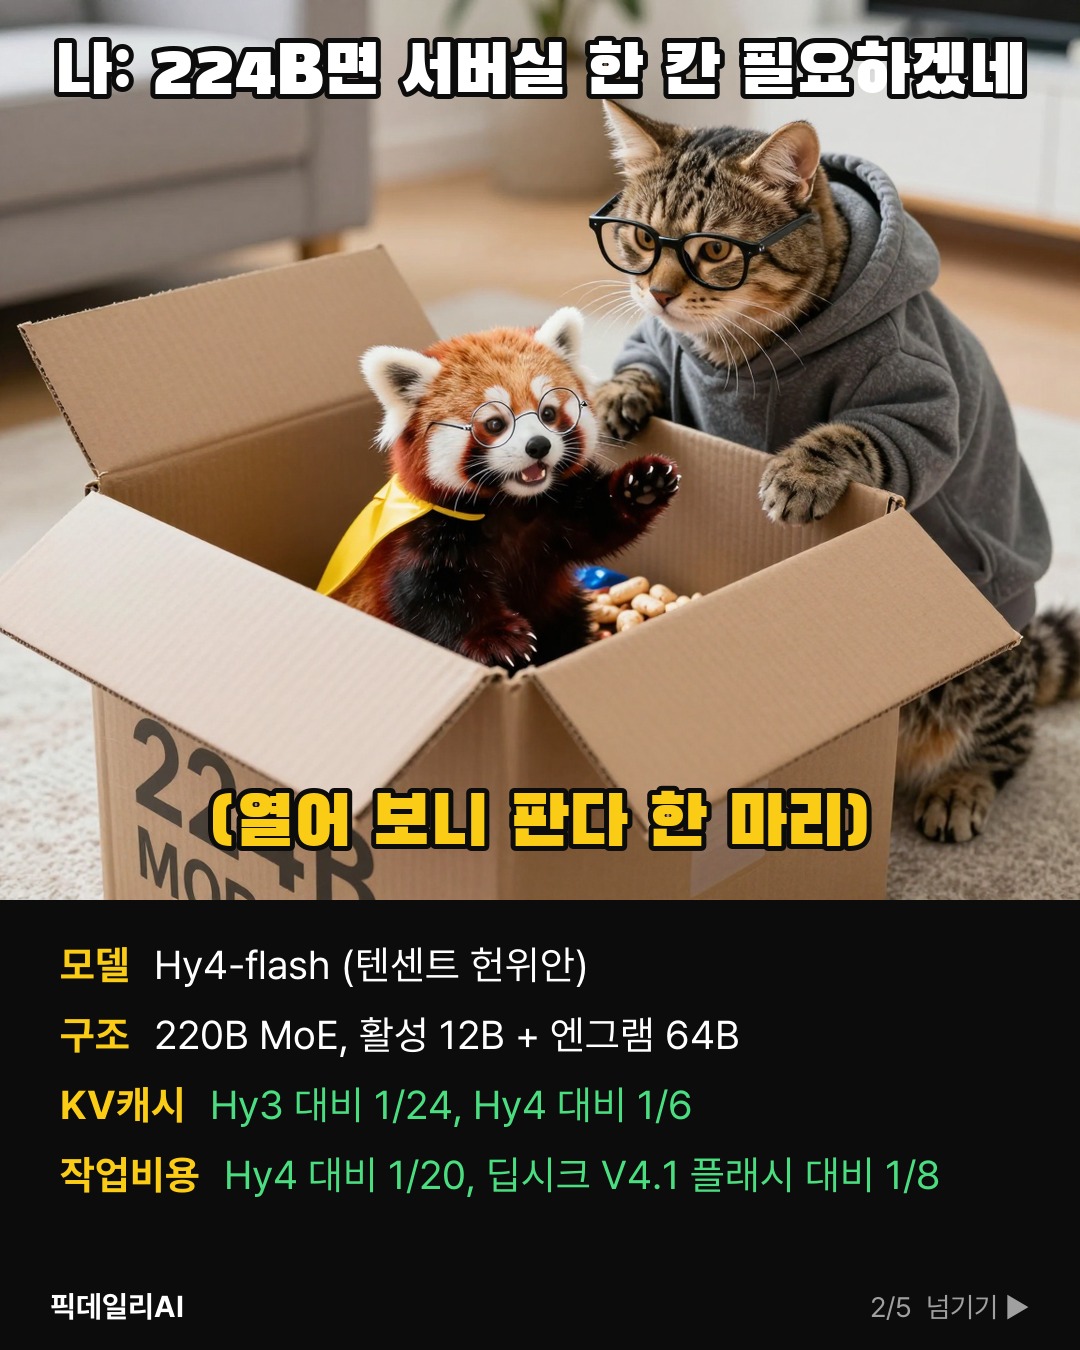 나: 224B면 서버실 한 칸 필요하겠네
224B
(열어 보니 판다 한 마리)
모델 Hy4-flash (텐센트 헌위안)
구조 220B MoE, 활성 12B + 엔그램 64B
KV캐시 Hy3 대비 1/24, Hy4 대비 1/6
작업비용 Hy4 대비 1/20, 딥시크 V4.1 플래시 대비 1/8
픽데일리AI
2/5 넘기기 ▶